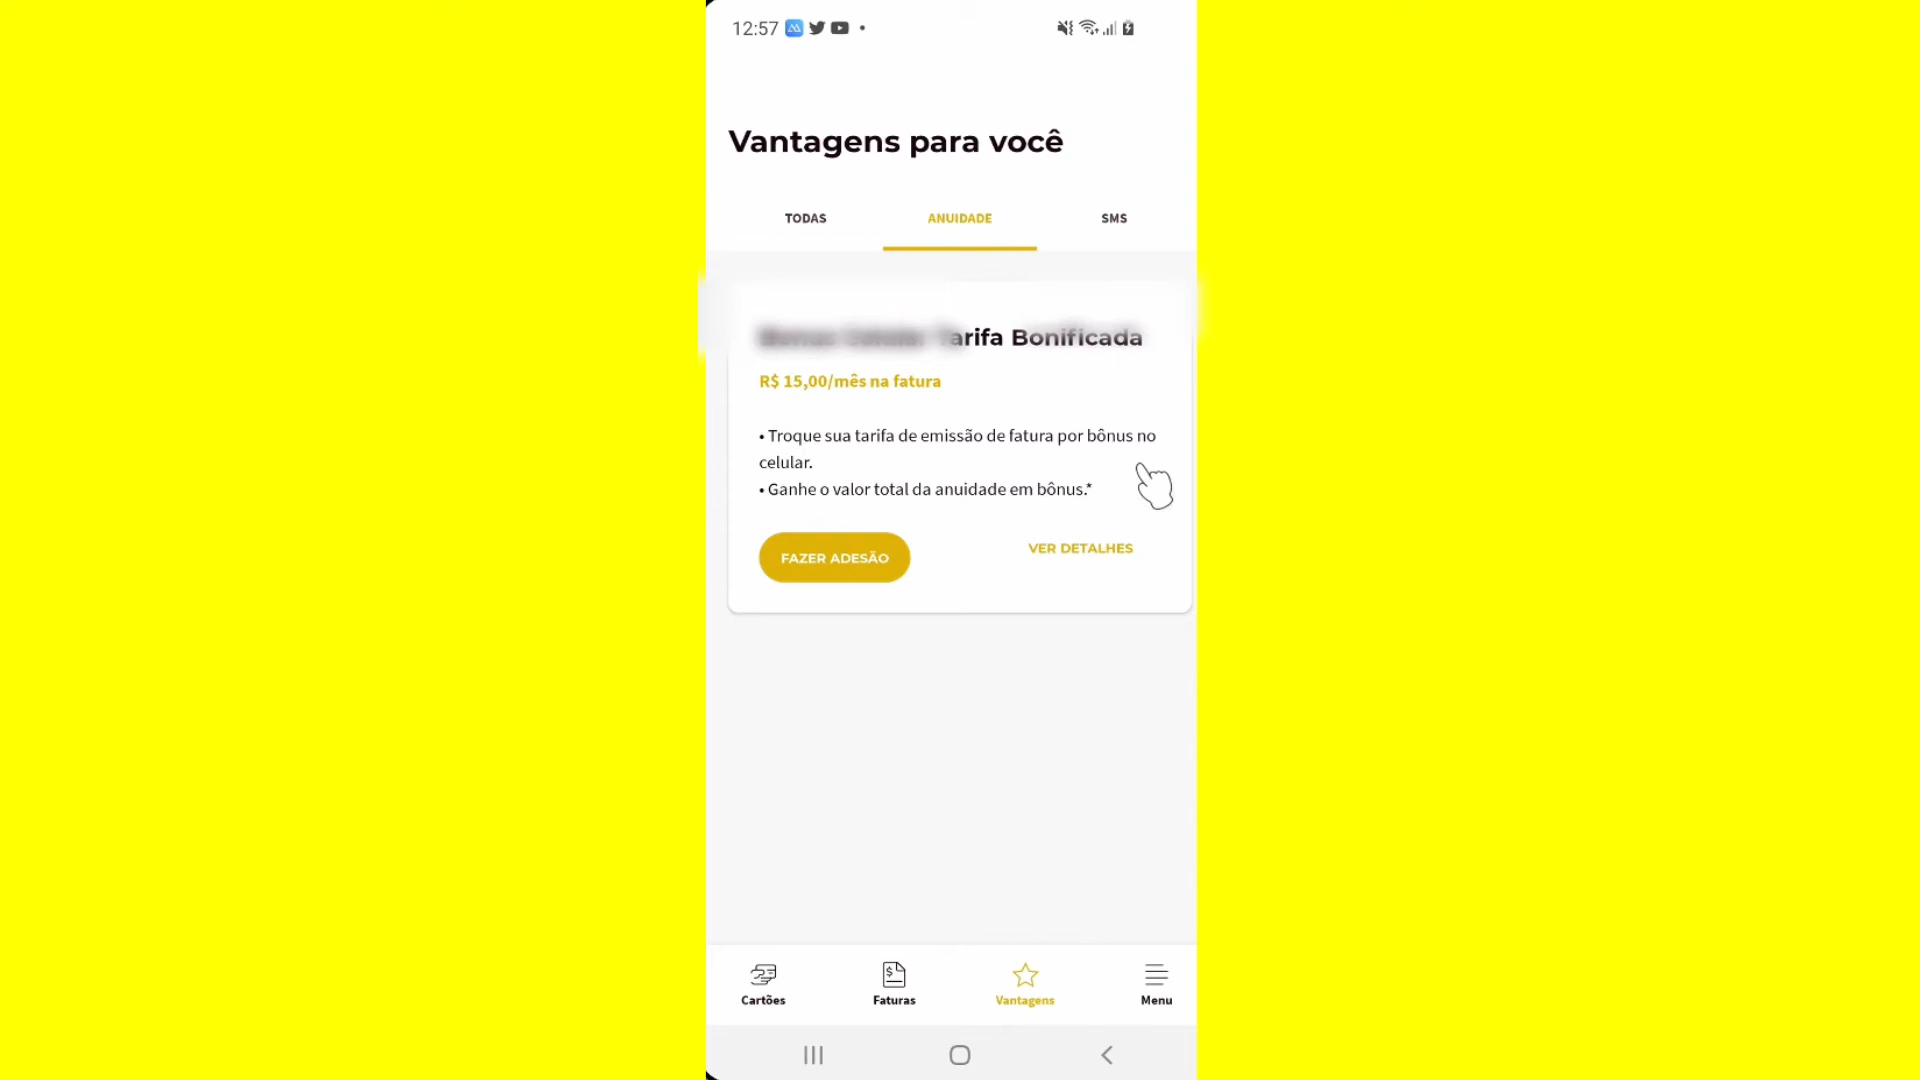 12:57
Vantagens para você
TODAS ANUIDADE SMS
Tarifa Bonificada
R$ 15,00/mês na fatura
• Troque sua tarifa de emissão de fatura por bônus no
celular.
• Ganhe o valor total da anuidade em bônus.*
FAZER ADESÃO VER DETALHES
Cartões Faturas Vantagens Menu